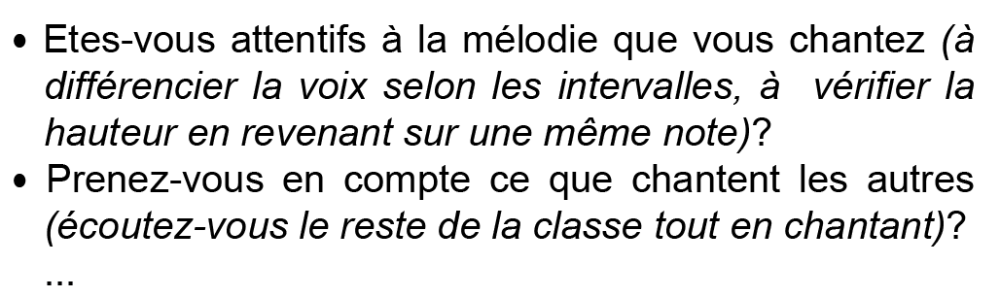 • Etes-vous attentifs à la mélodie que vous chantez (à
différencier la voix selon les intervalles, à vérifier la
hauteur en revenant sur une même note)?
• Prenez-vous en compte ce que chantent les autres
(écoutez-vous le reste de la classe tout en chantant)?
...